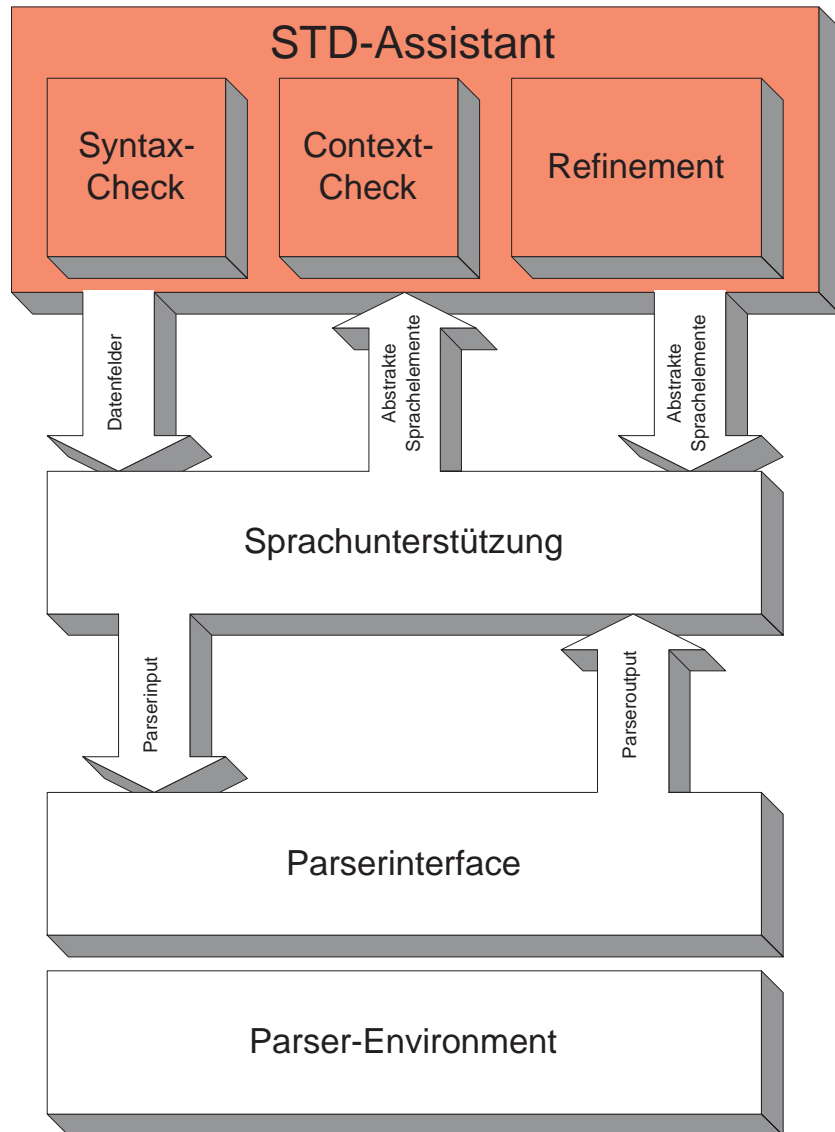 STD-Assistant
Syntax-
Check
Context-
Check
Refinement
Datenfelder
Abstrakte
Sprachelemente
Abstrakte
Sprachelemente
Sprachunterstützung
Parserinput
Parseroutput
Parserinterface
Parser-Environment